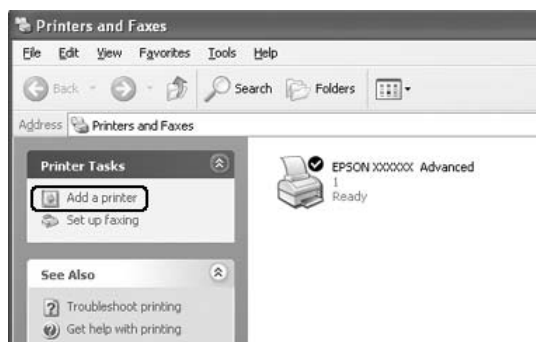 Printers and Faxes
File Edit View Favorites Tools Help
Back Search Folders
Address Printers and Faxes
Printer Tasks
Add a printer
Set up faxing
See Also
Troubleshoot printing
Get help with printing
EPSON XXXXXX Advanced
1
Ready